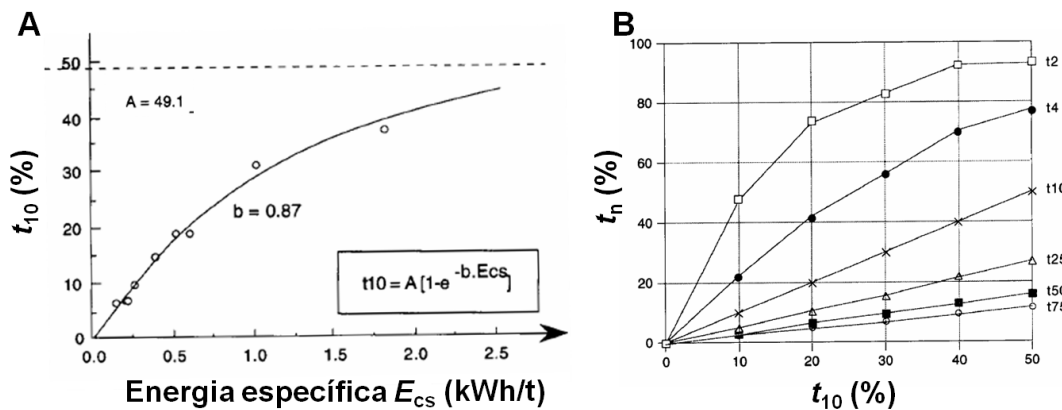 A
t10 (%)
50
40
30
20
10
0
A = 49.1
b = 0.87
t10 = A [1-e -b.Ecs]
0.0 0.5 1.0 1.5 2.0 2.5
Energia específica Ecs (kWh/t)
B
tn (%)
100
80
60
40
20
0
t2
t4
t10
t25
t50
t75
0 10 20 30 40 50
t10 (%)